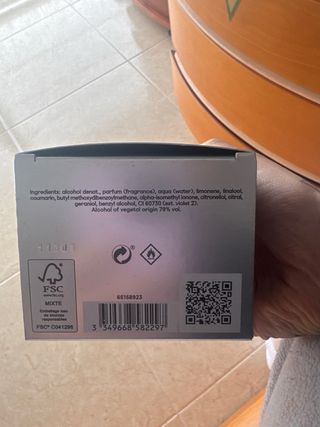 Ingredients: alcohol denat., parfum (fragrance), aqua (water), limonene, linalool,
coumarin, butyl methoxydibenzoylmethane, alpha-isomethyl ionone, citronellol, citral,
geraniol, benzyl alcohol, CI 60730 (ext. violet 2).
Alcohol of vegetal origin 79% vol.
FSC
www.fsc.org
MIXTE
Emballage issu
de sources
responsables
FSC® C041296
65158923
3 349668 582297